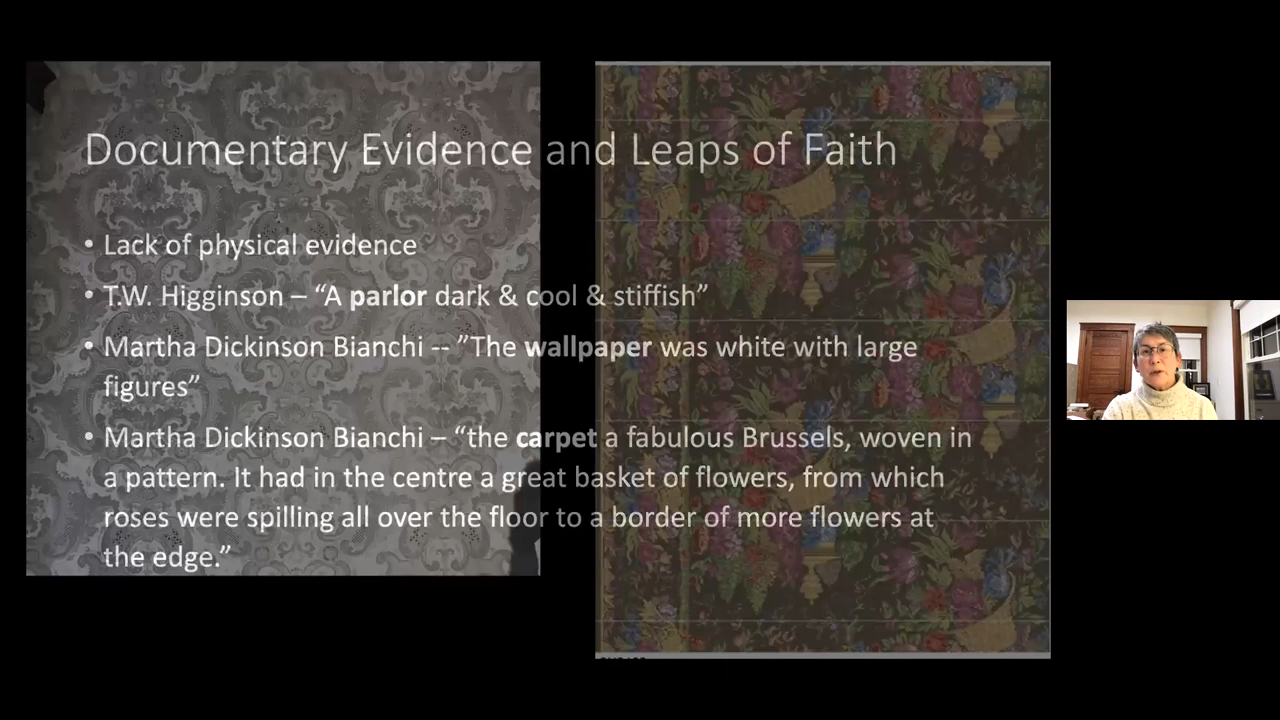 Documentary Evidence and Leaps of Faith
• Lack of physical evidence
• T.W. Higginson – “A parlor dark & cool & stiffish”
• Martha Dickinson Bianchi -- ”The wallpaper was white with large
figures”
• Martha Dickinson Bianchi – “the carpet a fabulous Brussels, woven in
a pattern. It had in the centre a great basket of flowers, from which
roses were spilling all over the floor to a border of more flowers at
the edge.”